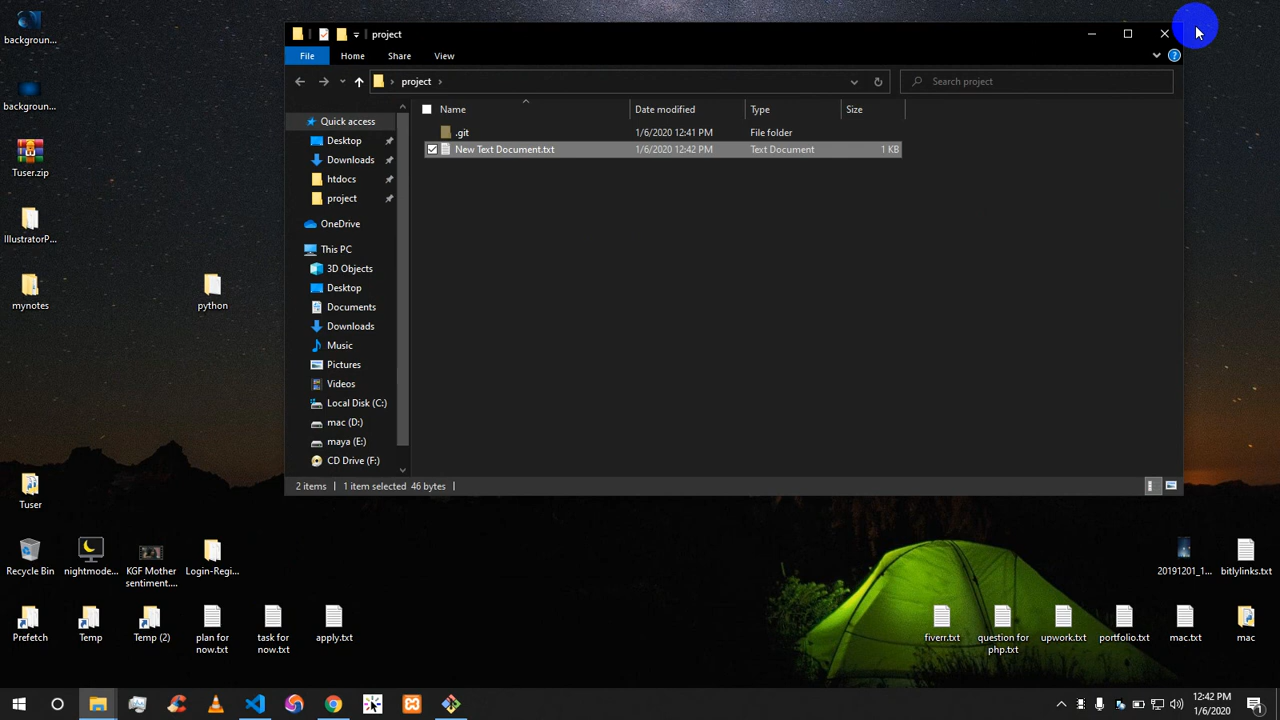 project
File
Home
Share
View
project
Search project
Name
Date modified
Type
Size
Quick access
.git
1/6/2020 12:41 PM
File folder
Desktop
New Text Document.txt
1/6/2020 12:42 PM
Text Document
1 KB
Downloads
htdocs
project
OneDrive
This PC
3D Objects
Desktop
Documents
Downloads
Music
Pictures
Videos
Local Disk (C:)
mac (D:)
maya (E:)
CD Drive (F:)
2 items
1 item selected 46 bytes
backgroun...
backgroun...
Tuser.zip
IllustratorP...
mynotes
python
Tuser
Recycle Bin
nightmode...
KGF Mother
sentiment....
Login-Regi...
20191201_1...
bitlylinks.txt
Prefetch
Temp
Temp (2)
plan for
now.txt
task for
now.txt
apply.txt
fiverr.txt
question for
php.txt
upwork.txt
portfolio.txt
mac.txt
mac
12:42 PM
1/6/2020
1